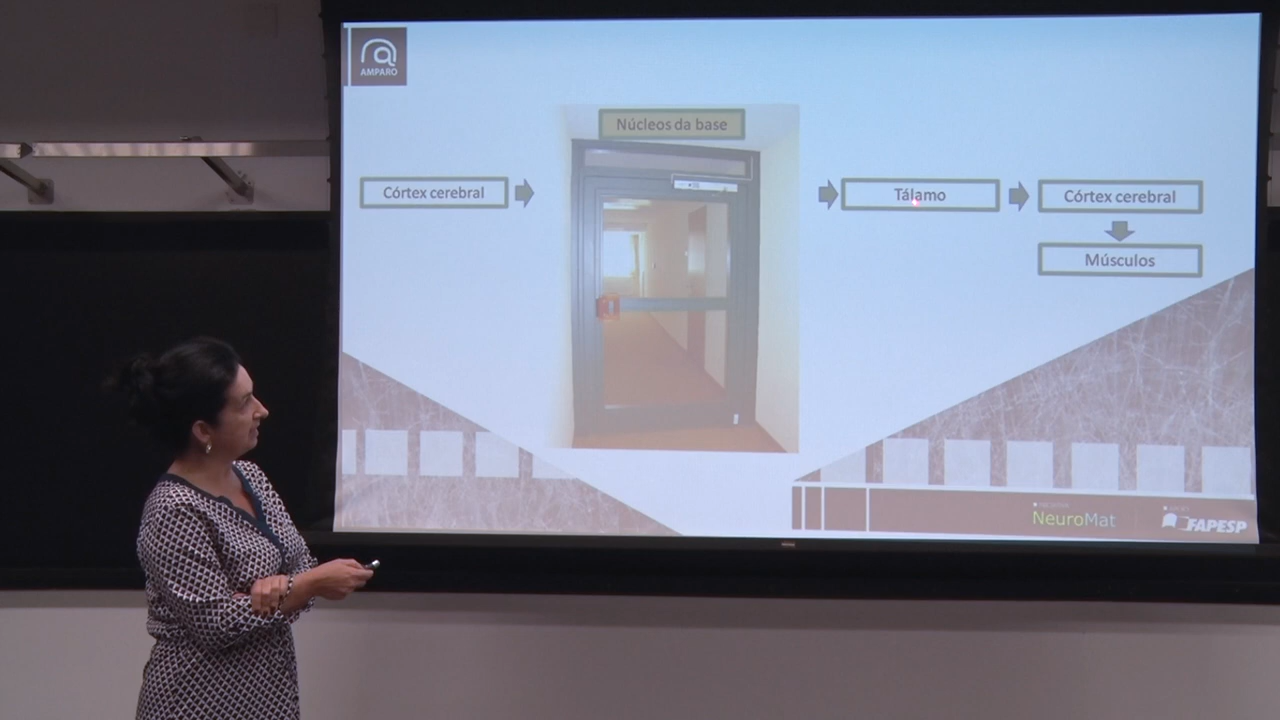 AMPARO
Núcleos da base
Córtex cerebral
Tálamo
Córtex cerebral
Músculos
NeuroMat
FAPESP